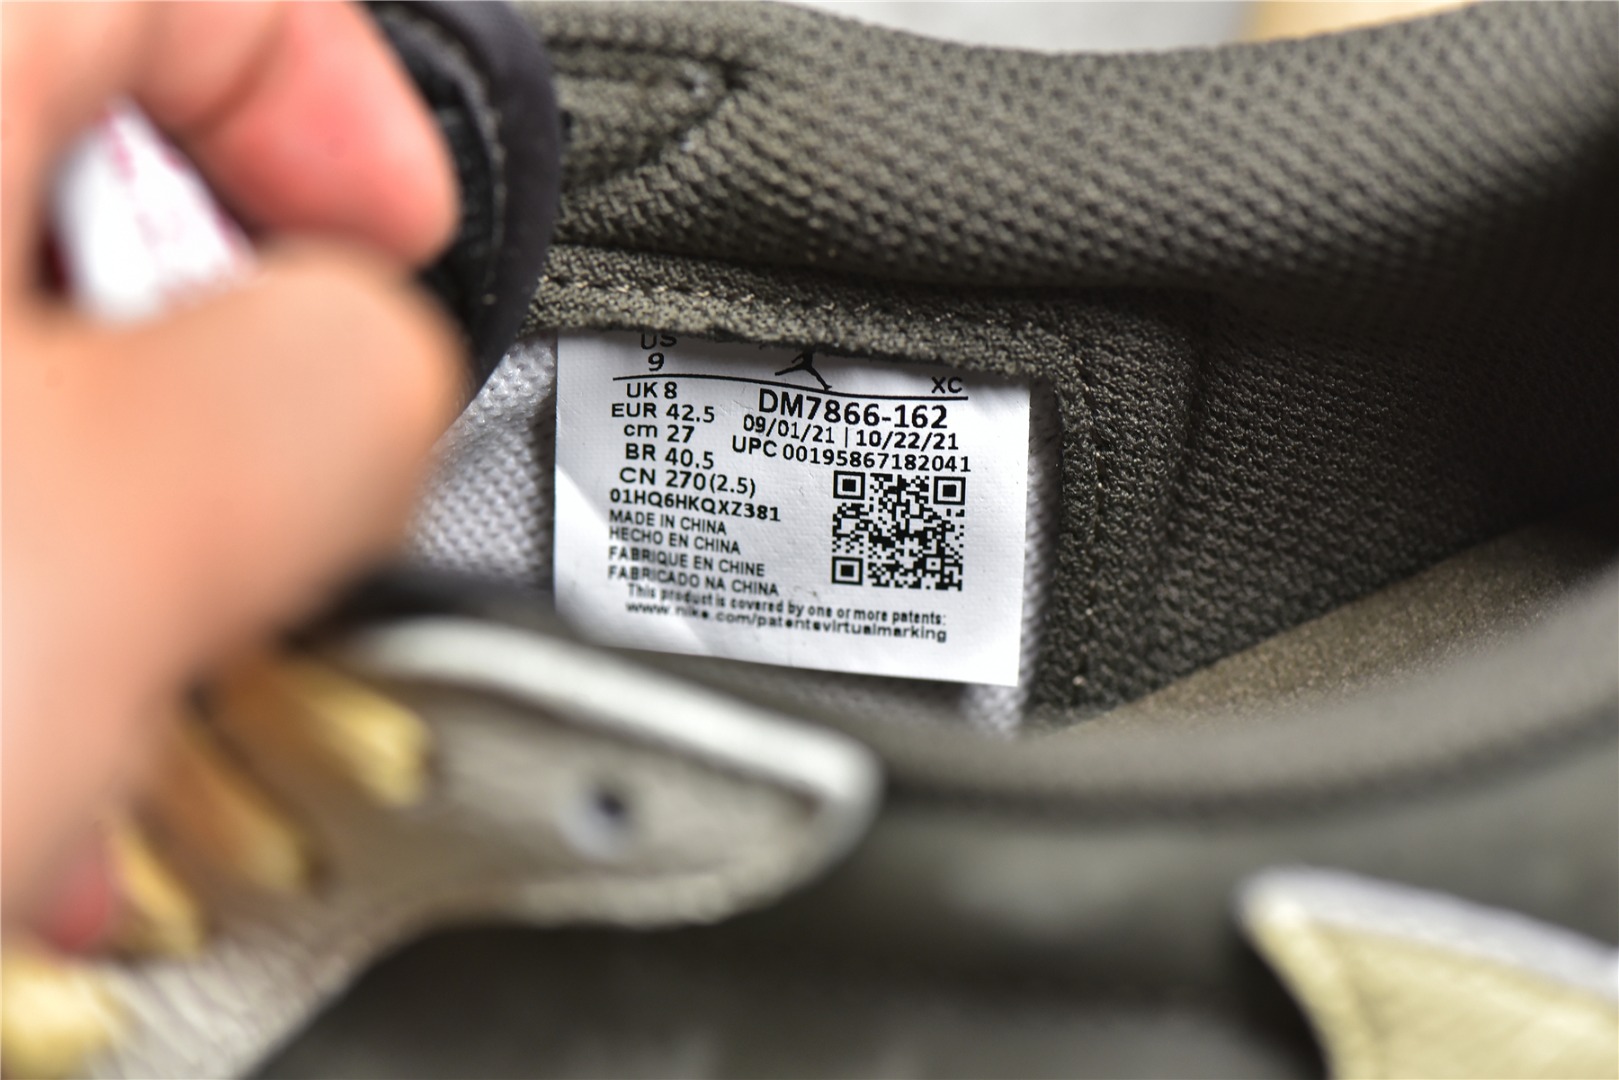 US
9
XC
UK 8
EUR 42.5
cm 27
BR 40.5
CN 270(2.5)
DM7866-162
09/01/21 | 10/22/21
UPC 00195867182041
01HQ6HKQXZ381
MADE IN CHINA
HECHO EN CHINA
FABRIQUE EN CHINE
FABRICADO NA CHINA
This product is covered by one or more patents:
www.nike.com/patentsvirtualmarking